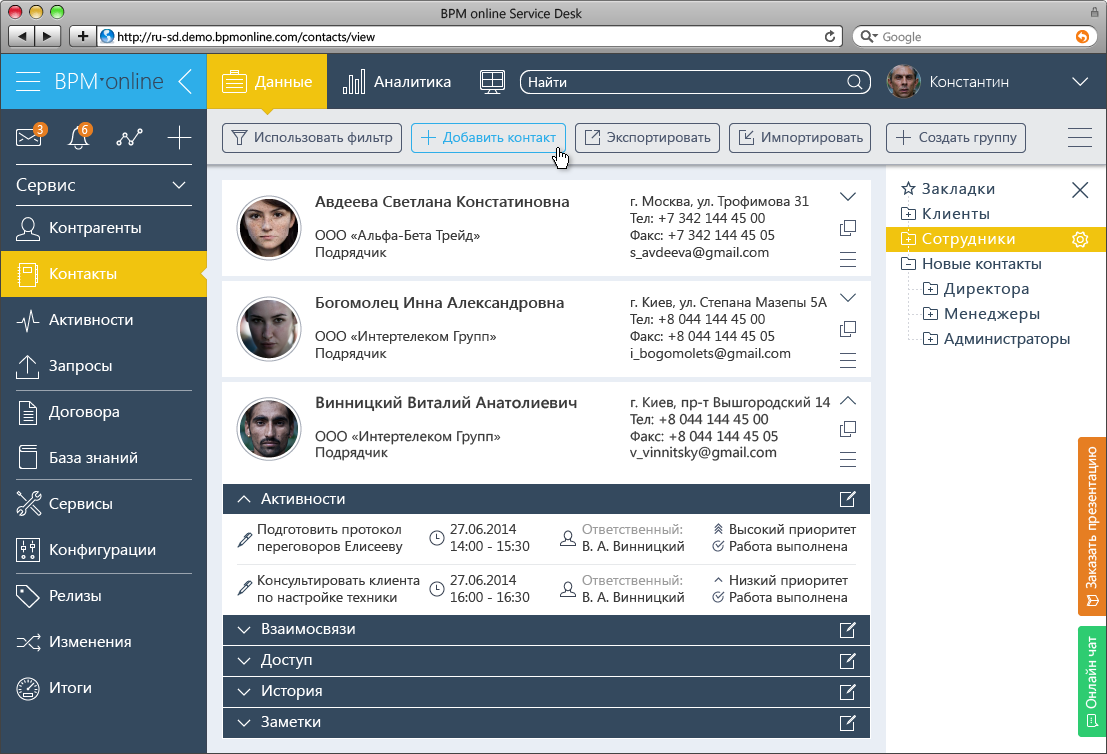 BPM online Service Desk
http://ru-sd.demo.bpmonline.com/contacts/view
Google
BPM•online
Данные
Аналитика
Найти
Константин
3
6
Использовать фильтр
Добавить контакт
Экспортировать
Импортировать
Создать группу
Сервис
Контрагенты
Контакты
Активности
Запросы
Договора
База знаний
Сервисы
Конфигурации
Релизы
Изменения
Итоги
Авдеева Светлана Констатиновна
ООО «Альфа-Бета Трейд»
Подрядчик
г. Москва, ул. Трофимова 31
Тел: +7 342 144 45 00
Факс: +7 342 144 45 05
s_avdeeva@gmail.com
Богомолец Инна Александровна
ООО «Интертелеком Групп»
Подрядчик
г. Киев, ул. Степана Мазепы 5А
Тел: +8 044 144 45 00
Факс: +8 044 144 45 05
i_bogomolets@gmail.com
Винницкий Виталий Анатолиевич
ООО «Интертелеком Групп»
Подрядчик
г. Киев, пр-т Вышгородский 14
Тел: +8 044 144 45 00
Факс: +8 044 144 45 05
v_vinnitsky@gmail.com
Активности
Подготовить протокол
переговоров Елисееву
27.06.2014
14:00 - 15:30
Ответственный:
В. А. Винницкий
Высокий приоритет
Работа выполнена
Консультировать клиента
по настройке техники
27.06.2014
16:00 - 16:30
Ответственный:
В. А. Винницкий
Низкий приоритет
Работа выполнена
Взаимосвязи
Доступ
История
Заметки
Закладки
Клиенты
Сотрудники
Новые контакты
Директора
Менеджеры
Администраторы
Заказать презентацию
Онлайн чат